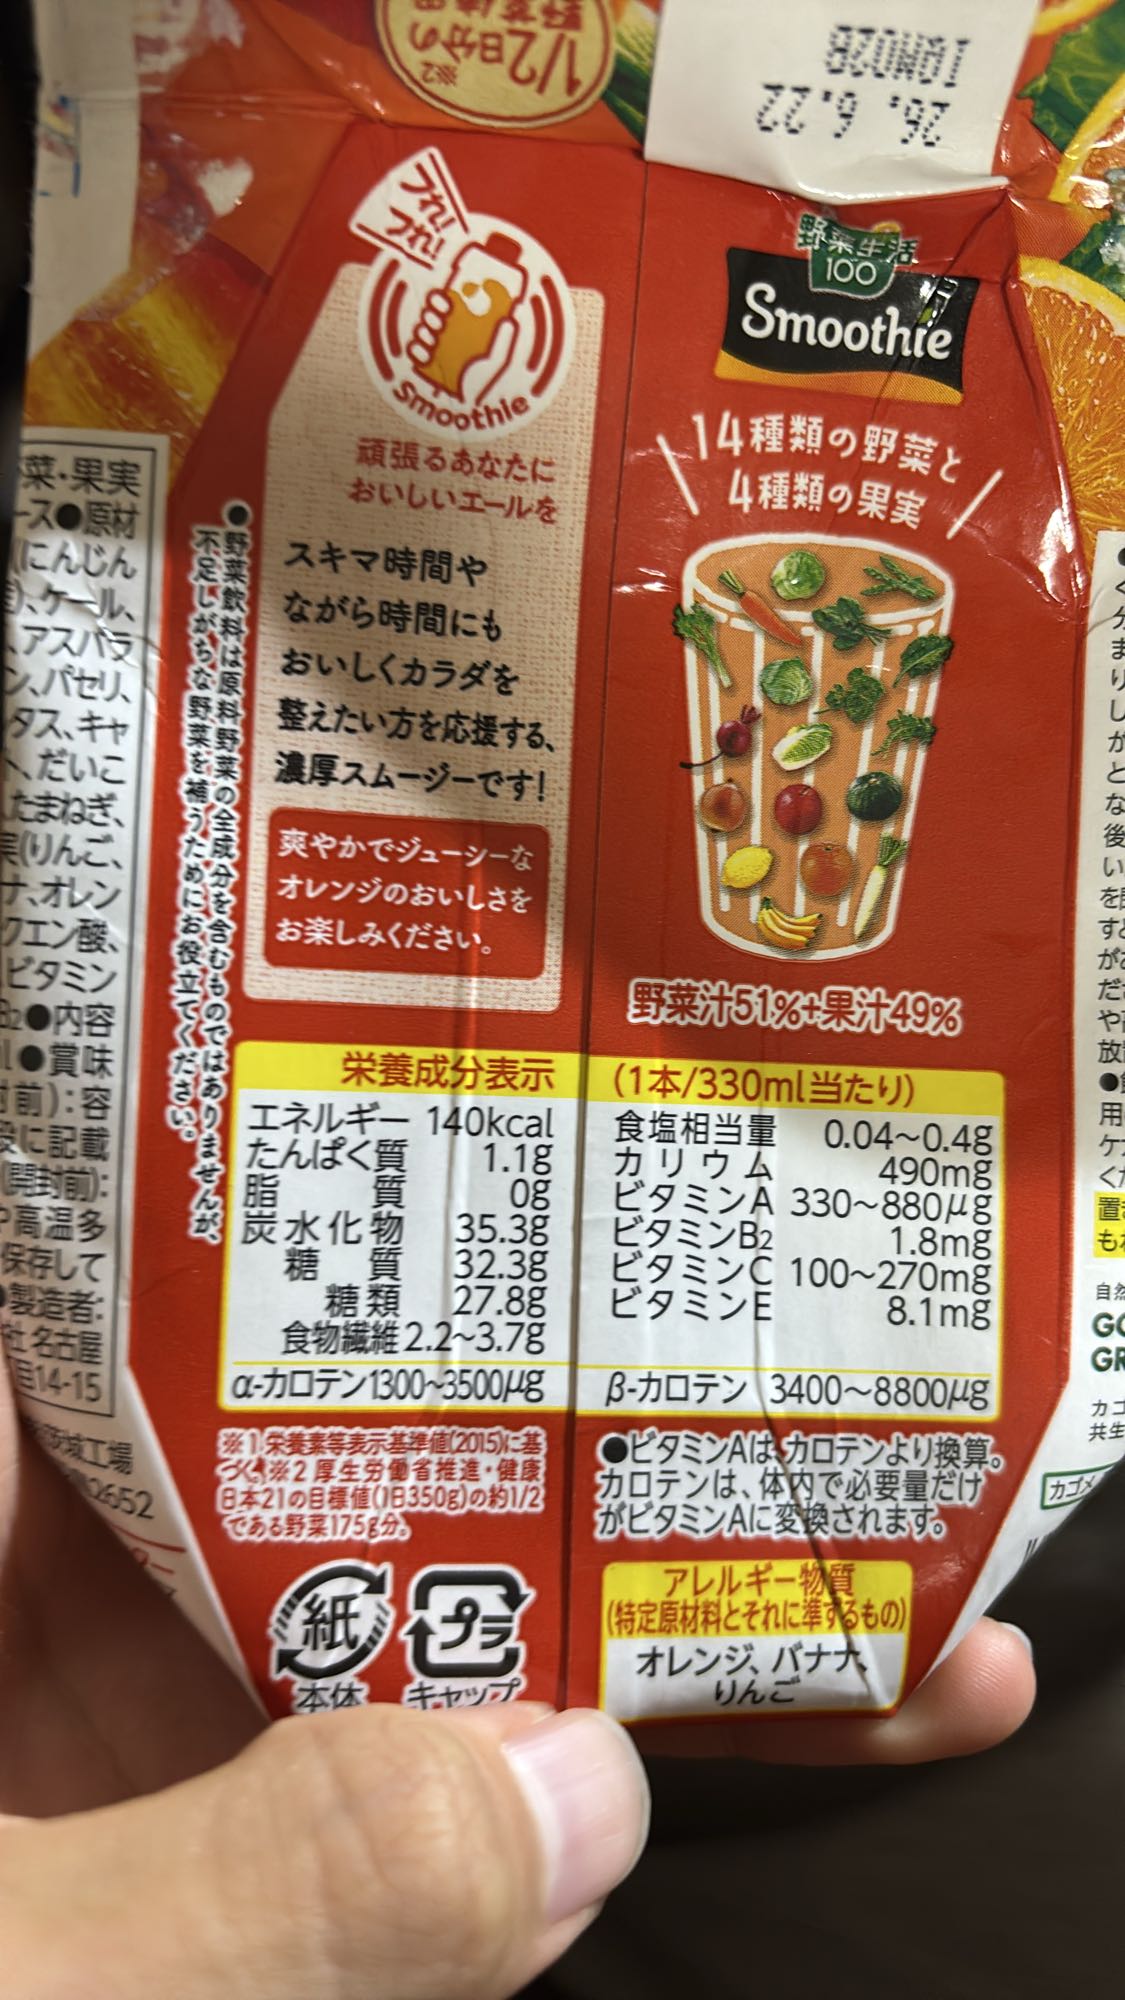 1/2日分の
※2
26. 6.22
IGM02B
フレ!
フレ!
Smoothie
頑張るあなたに
おいしいエールを
スキマ時間や
ながら時間にも
おいしくカラダを
整えたい方を応援する、
濃厚スムージーです!
爽やかでジューシーな
オレンジのおいしさを
お楽しみください。
●野菜飲料は原料野菜の全成分を含むものではありませんが、
不足しがちな野菜を補うためにお役立てください。
野菜生活
100
Smoothie
14種類の野菜と
4種類の果実
野菜汁51%+果汁49%
栄養成分表示 (1本/330ml当たり)
エネルギー 140kcal
たんぱく質 1.1g
脂質 0g
炭水化物 35.3g
糖質 32.3g
糖類 27.8g
食物繊維 2.2~3.7g
食塩相当量 0.04~0.4g
カリウム 490mg
ビタミンA 330~880μg
ビタミンB2 1.8mg
ビタミンC 100~270mg
ビタミンE 8.1mg
α-カロテン1300~3500μg
β-カロテン 3400~8800μg
※1 栄養素等表示基準値(2015)に基
づく。※2 厚生労働省推進・健康
日本21の目標値(1日350g)の約1/2
である野菜175g分。
●ビタミンAは、カロテンより換算。
カロテンは、体内で必要量だけ
がビタミンAに変換されます。
紙
本体
プラ
キャップ
アレルギー物質
(特定原材料とそれに準ずるもの)
オレンジ、バナナ、
りんご
菜・果実
ース●原材
(にんじん
、ケール、
、アスパラ
ン、パセリ、
タス、キャ
ト、だいこ
たまねぎ、
実(りんご、
ナ、オレン
クエン酸、
ビタミン
B2●内容
l●賞味
封前):容
段に記載
(開封前):
や高温多
保存して
●製造者:
社 名古屋
目14-15
茨城工場
2652